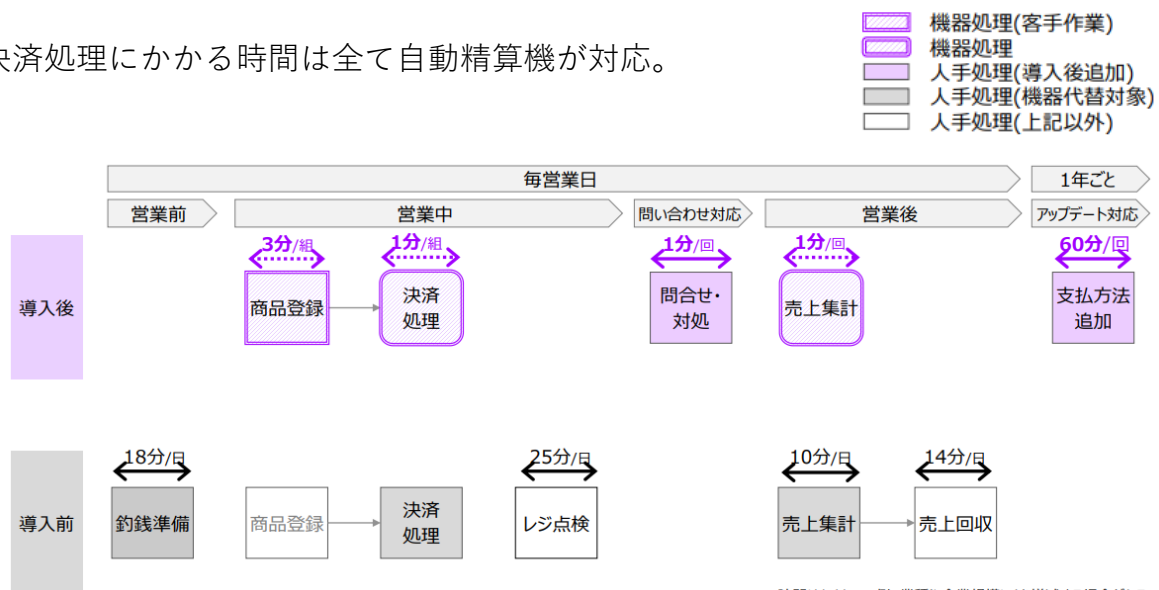 決済処理にかかる時間は全て自動精算機が対応。
機器処理(客手作業)
機器処理
人手処理(導入後追加)
人手処理(機器代替対象)
人手処理(上記以外)
毎営業日
1年ごと
営業前
営業中
問い合わせ対応
営業後
アップデート対応
3分/組
1分/組
1分/回
1分/回
60分/回
導入後
商品登録
決済
処理
問合せ・
対処
売上集計
支払方法
追加
18分/日
25分/日
10分/日
14分/日
導入前
釣銭準備
商品登録
決済
処理
レジ点検
売上集計
売上回収